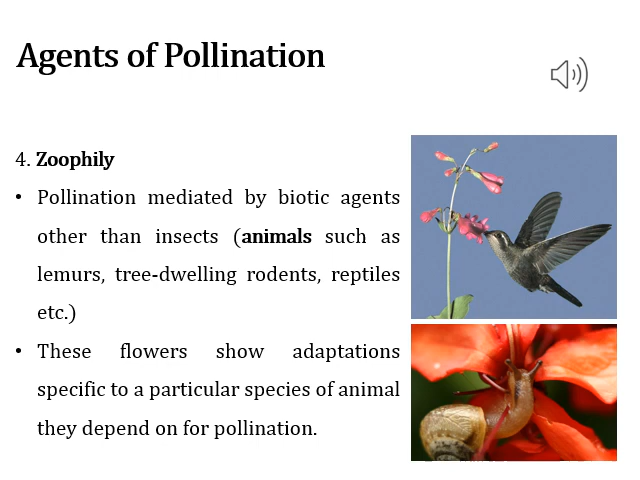 Agents of Pollination
4. Zoophily
• Pollination mediated by biotic agents
other than insects (animals such as
lemurs, tree-dwelling rodents, reptiles
etc.)
• These flowers show adaptations
specific to a particular species of animal
they depend on for pollination.